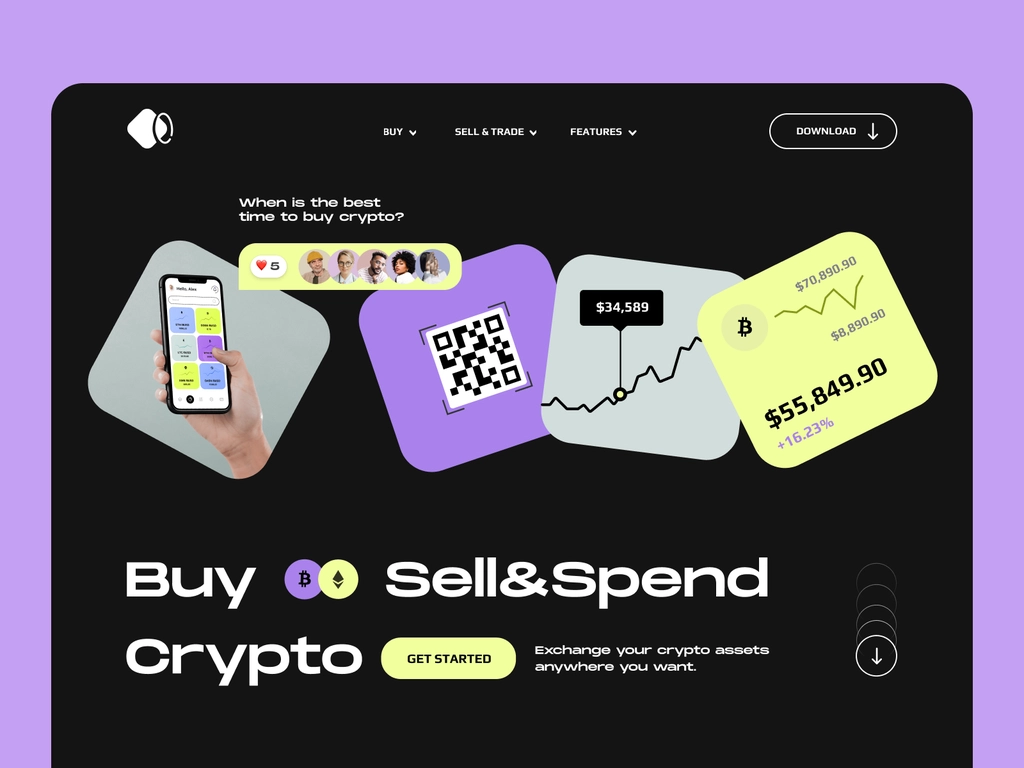 BUY
SELL & TRADE
FEATURES
DOWNLOAD
When is the best
time to buy crypto?
5
Hello, Alex
$34,589
$70,890.90
$8,890.90
$55,849.90
+16.23%
Buy
Sell&Spend
Crypto
GET STARTED
Exchange your crypto assets
anywhere you want.